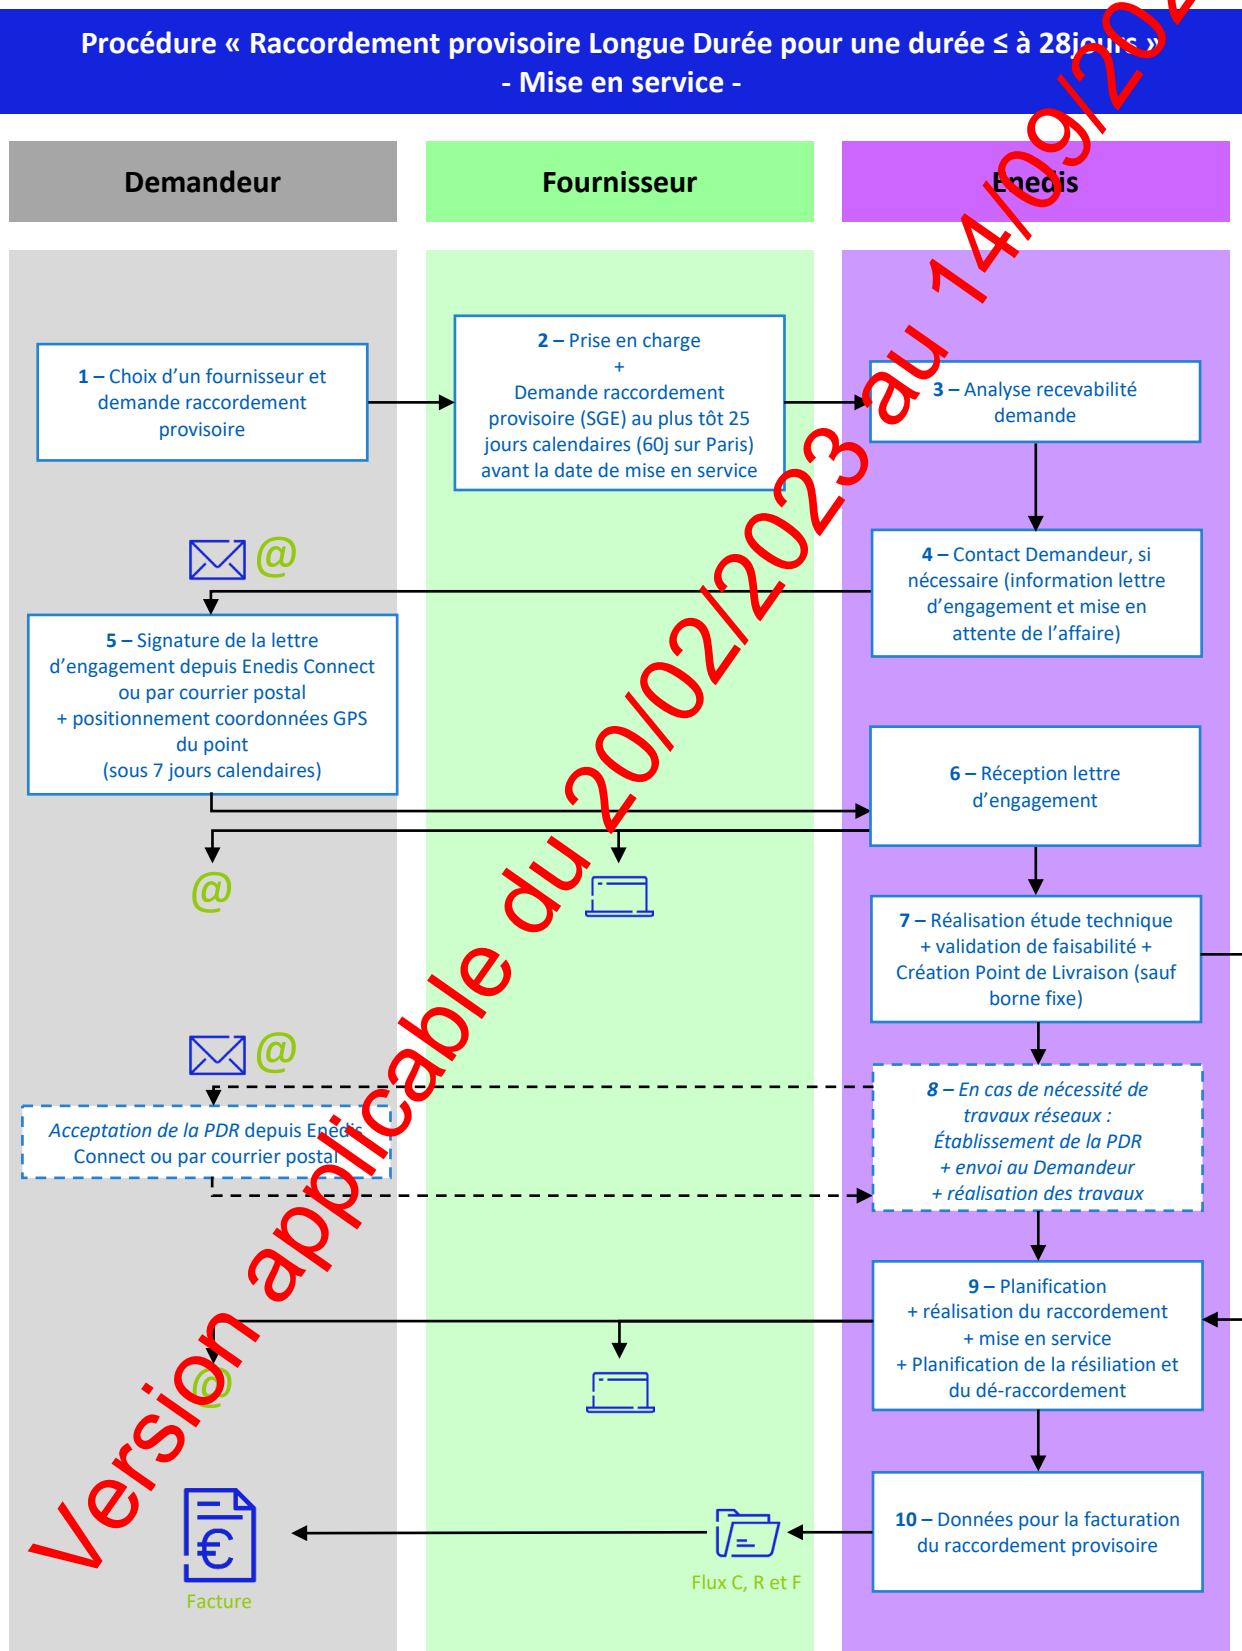 Procédure « Raccordement provisoire Longue Durée pour une durée ≤ à 28jours »
- Mise en service -
Demandeur
Fournisseur
Enedis
1 – Choix d'un fournisseur et
demande raccordement
provisoire
2 – Prise en charge
+
Demande raccordement
provisoire (SGE) au plus tôt 25
jours calendaires (60j sur Paris)
avant la date de mise en service
3 – Analyse recevabilité
demande
4 – Contact Demandeur, si
nécessaire (information lettre
d'engagement et mise en
attente de l'affaire)
@
5 – Signature de la lettre
d'engagement depuis Enedis Connect
ou par courrier postal
+ positionnement coordonnées GPS
du point
(sous 7 jours calendaires)
6 – Réception lettre
d'engagement
@
7 – Réalisation étude technique
+ validation de faisabilité +
Création Point de Livraison (sauf
borne fixe)
@
8 – En cas de nécessité de
travaux réseaux :
Établissement de la PDR
+ envoi au Demandeur
+ réalisation des travaux
Acceptation de la PDR depuis Enedis
Connect ou par courrier postal
9 – Planification
+ réalisation du raccordement
+ mise en service
+ Planification de la résiliation et
du dé-raccordement
@
10 – Données pour la facturation
du raccordement provisoire
Flux C, R et F
€
Facture
Version applicable du 20/02/2023 au 14/09/202